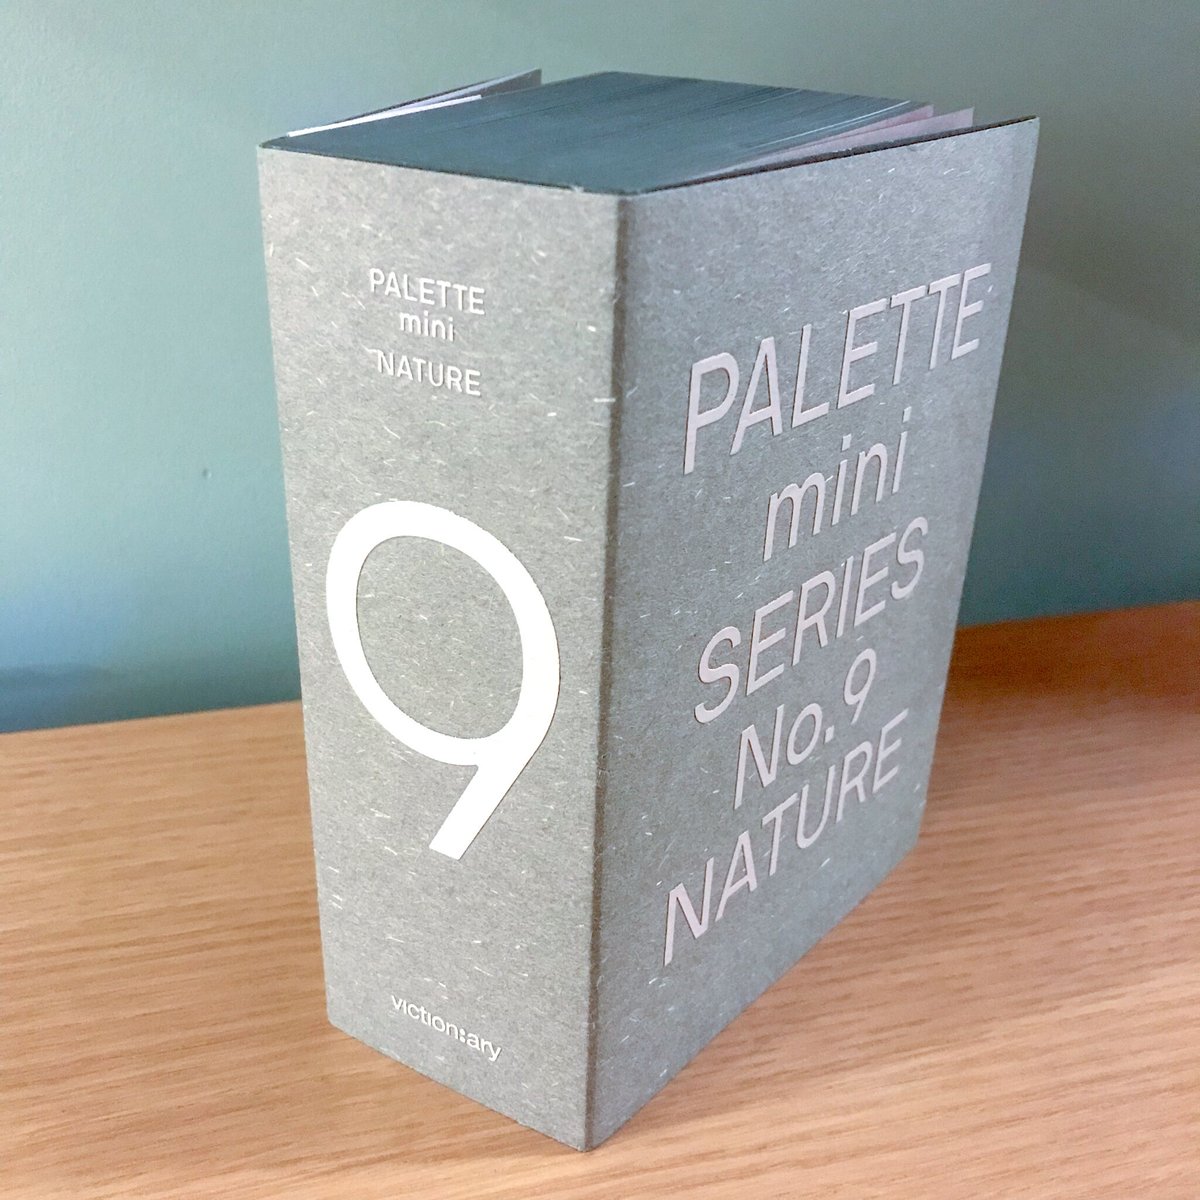 PALETTE
mini
NATURE
9
viction:ary
PALETTE
mini
SERIES
No. 9
NATURE